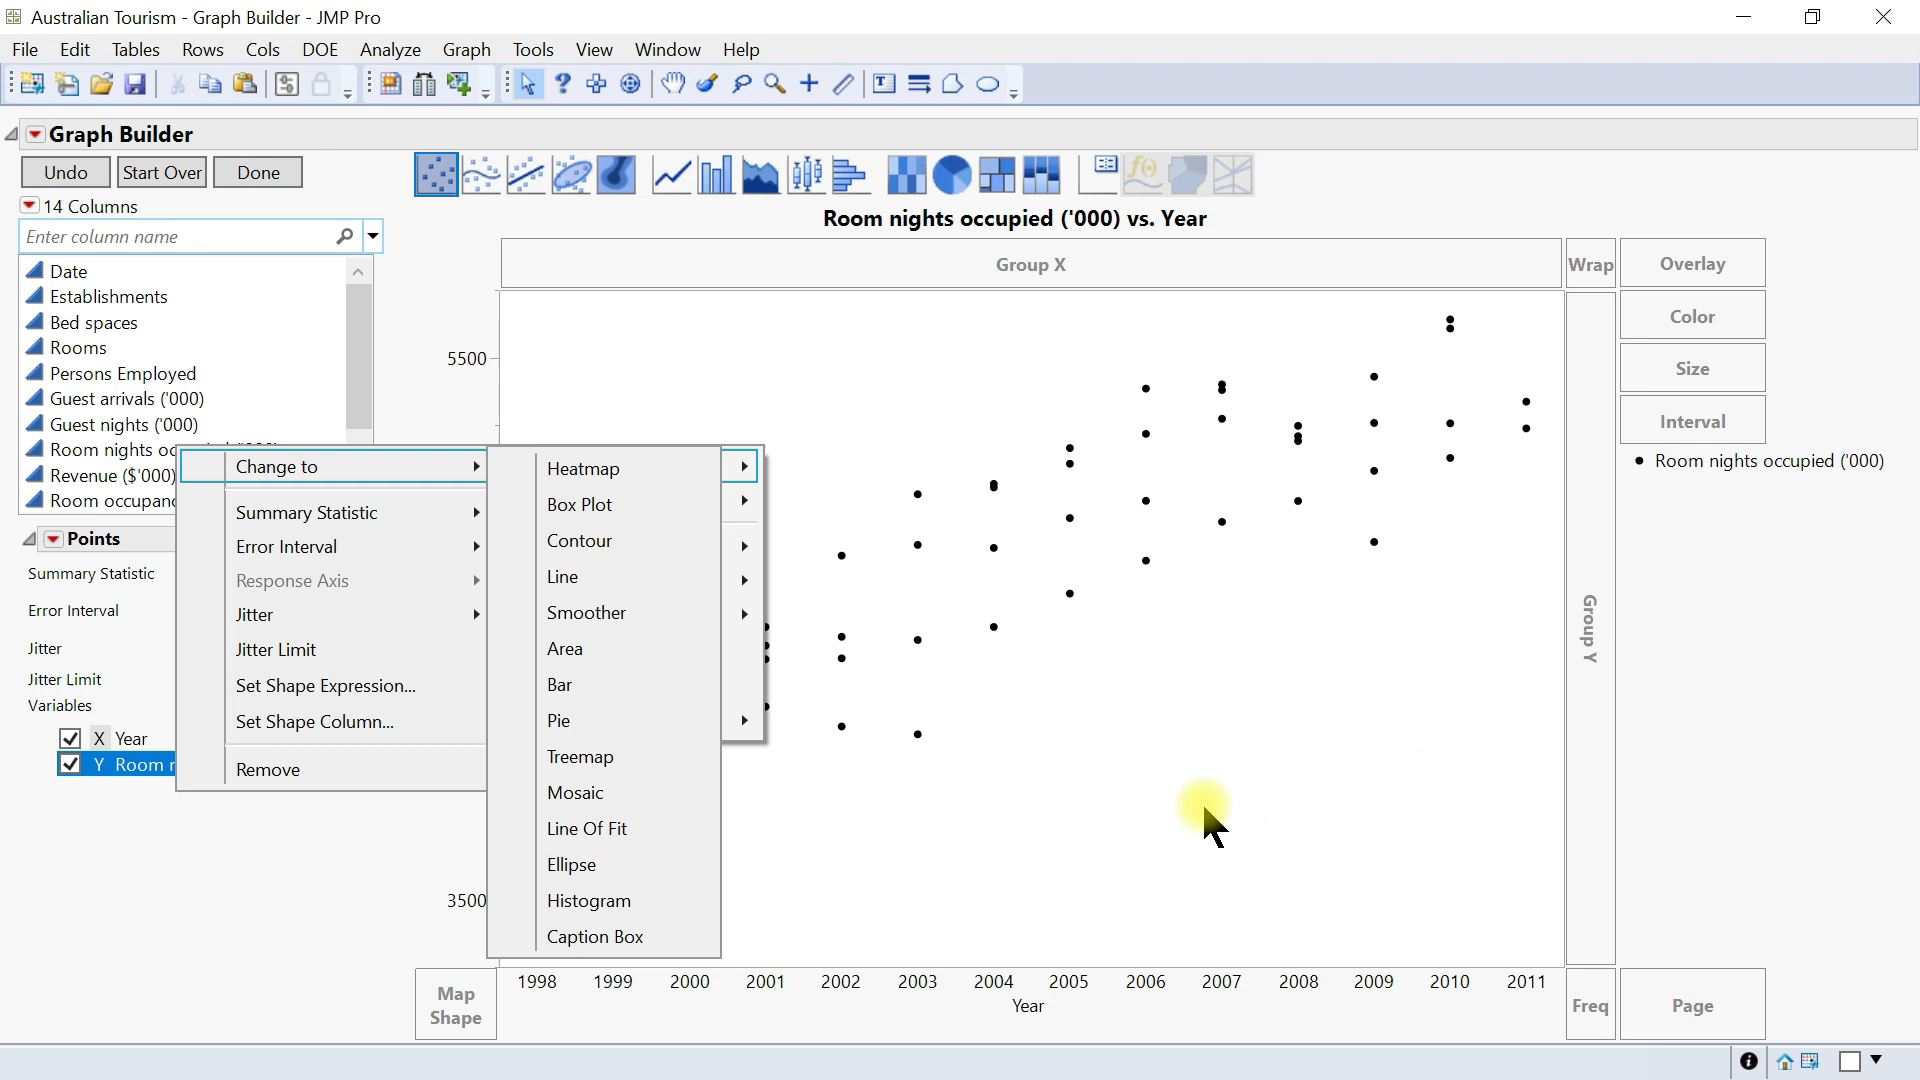 Australian Tourism - Graph Builder - JMP Pro
File Edit Tables Rows Cols DOE Analyze Graph Tools View Window Help
Graph Builder
Undo Start Over Done
14 Columns
Enter column name
Date
Establishments
Bed spaces
Rooms
Persons Employed
Guest arrivals ('000)
Guest nights ('000)
Room nights oc
Revenue ($'000)
Room occupanc
Points
Summary Statistic
Error Interval
Jitter
Jitter Limit
Variables
X Year
Y Room r
Change to
Summary Statistic
Error Interval
Response Axis
Jitter
Jitter Limit
Set Shape Expression...
Set Shape Column...
Remove
Heatmap
Box Plot
Contour
Line
Smoother
Area
Bar
Pie
Treemap
Mosaic
Line Of Fit
Ellipse
Histogram
Caption Box
Room nights occupied ('000) vs. Year
Group X
Wrap
Overlay
Color
Size
Interval
Room nights occupied ('000)
Group Y
5500
3500
1998 1999 2000 2001 2002 2003 2004 2005 2006 2007 2008 2009 2010 2011
Year
Map
Shape
Freq
Page